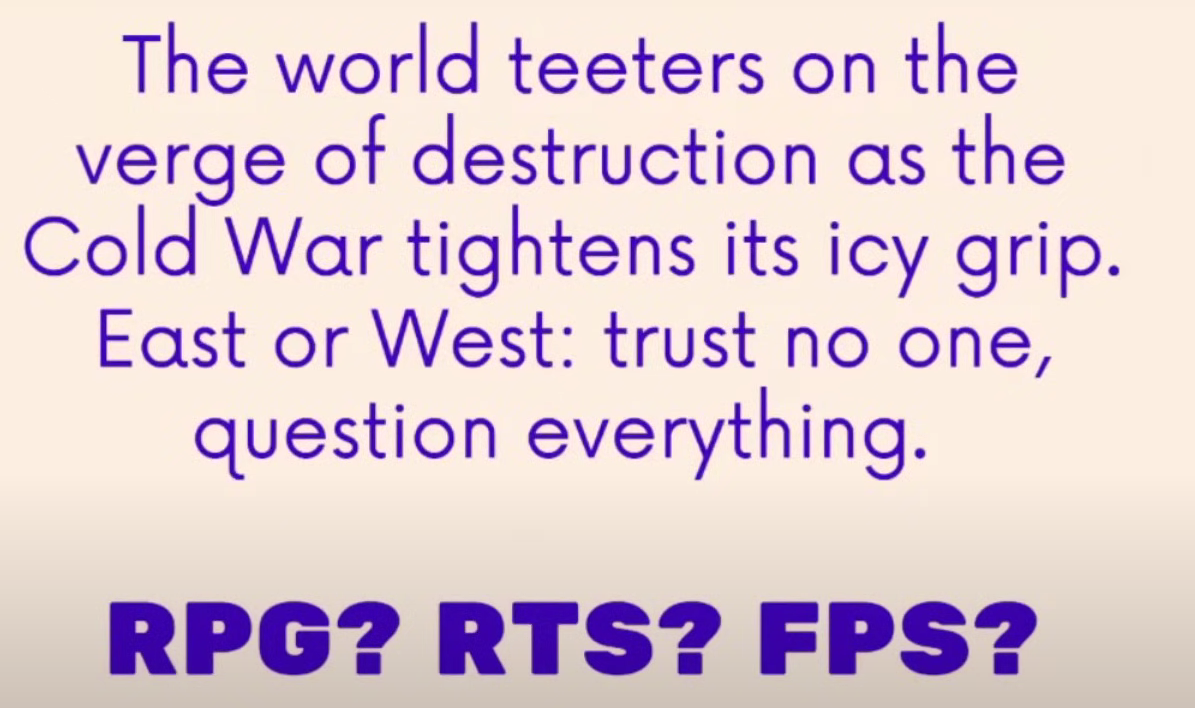 The world teeters on the
verge of destruction as the
Cold War tightens its icy grip.
East or West: trust no one,
question everything.
RPG? RTS? FPS?